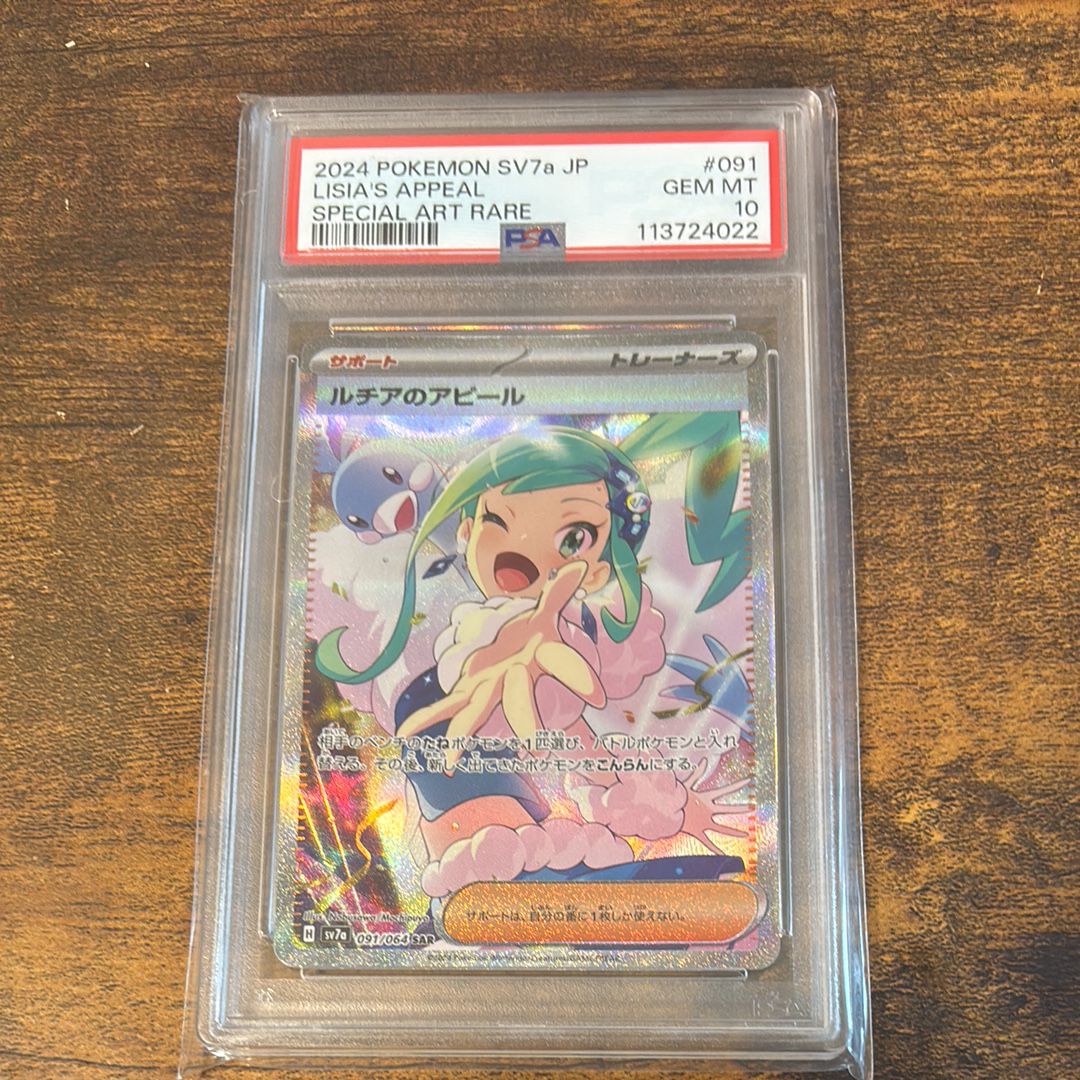 2024 POKEMON SV7a JP #091
LISIA'S APPEAL GEM MT
SPECIAL ART RARE 10
PSA 113724022
サポート トレーナーズ
ルチアのアピール
相手のベンチのたねポケモンを1匹選び、バトルポケモンと入れ
替える。その後、新しく出てきたポケモンをこんらんにする。
サポートは、自分の番に1枚しか使えない。
Illus. Nobusawa Mochipuyo
H sv7a 091/064 SAR